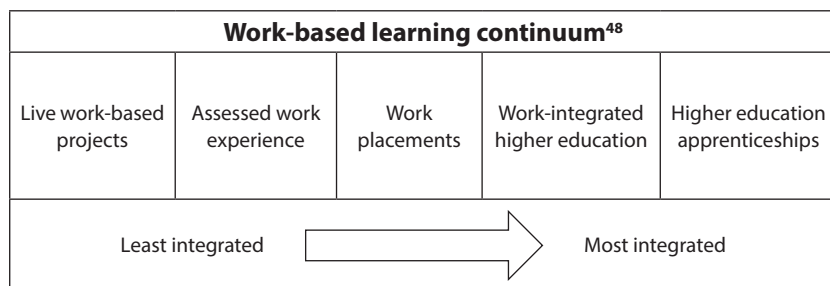 Work-based learning continuum⁴⁸
Live work-based
projects
Assessed work
experience
Work
placements
Work-integrated
higher education
Higher education
apprenticeships
Least integrated
Most integrated